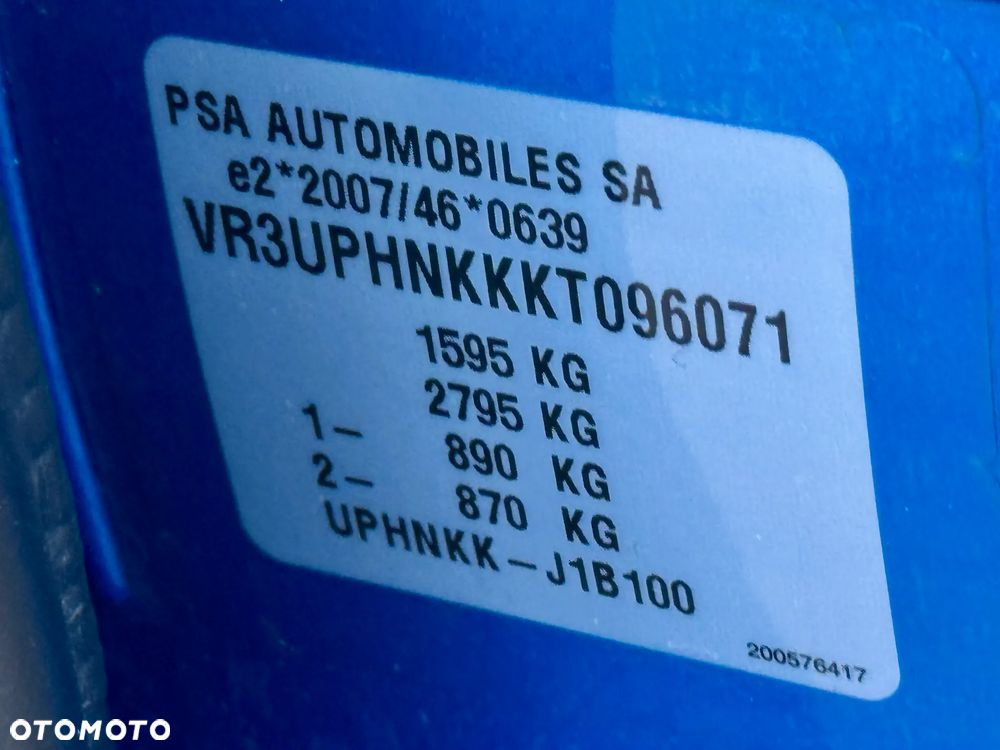 PSA AUTOMOBILES SA
e2*2007/46*0639
VR3UPHNKKKT096071
1595 KG
2795 KG
1– 890 KG
2– 870 KG
UPHNKK–J1B100
200576417
OTOMOTO